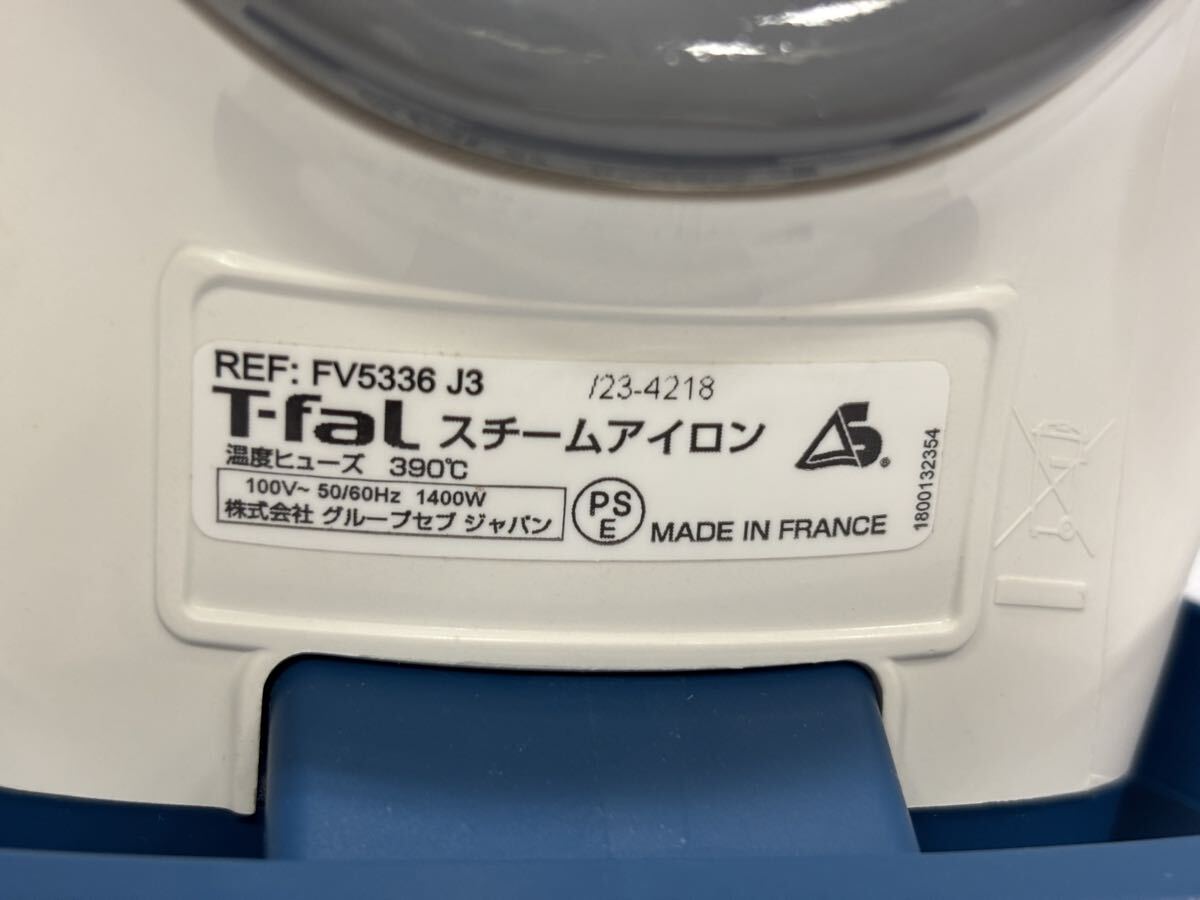 REF: FV5336 J3 /23-4218
T-faL スチームアイロン
温度ヒューズ 390℃
100V~ 50/60Hz 1400W
株式会社 グループセブ ジャパン
PS
E
MADE IN FRANCE
1800132354